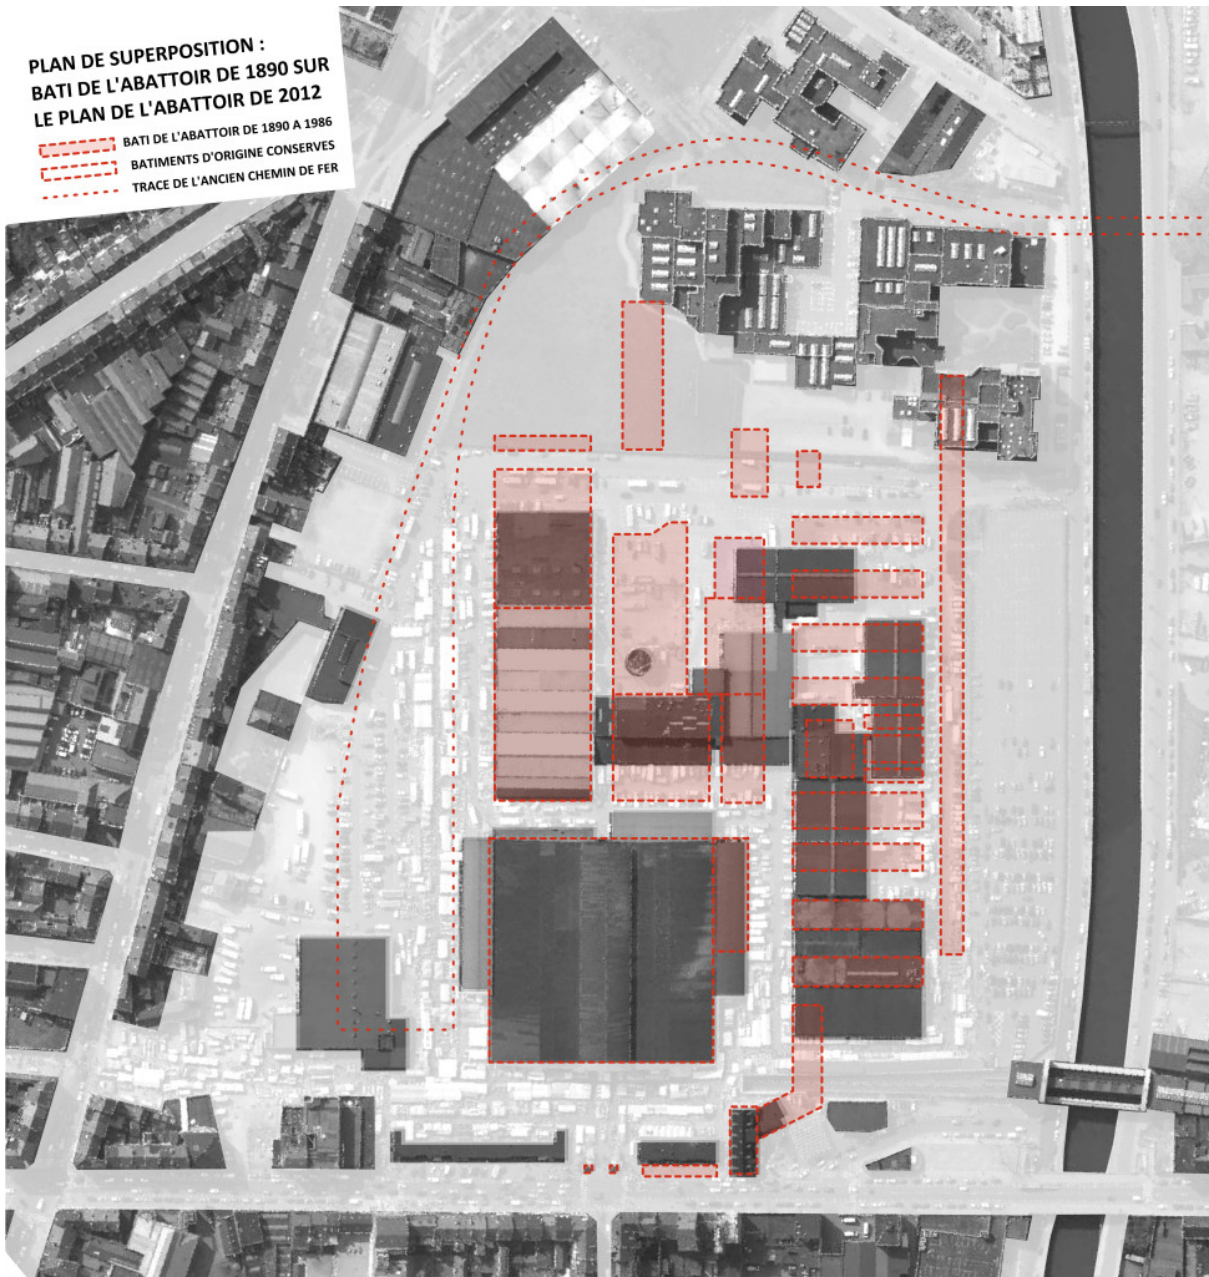 PLAN DE SUPERPOSITION :
BATI DE L'ABATTOIR DE 1890 SUR
LE PLAN DE L'ABATTOIR DE 2012
BATI DE L'ABATTOIR DE 1890 A 1986
BATIMENTS D'ORIGINE CONSERVES
TRACE DE L'ANCIEN CHEMIN DE FER